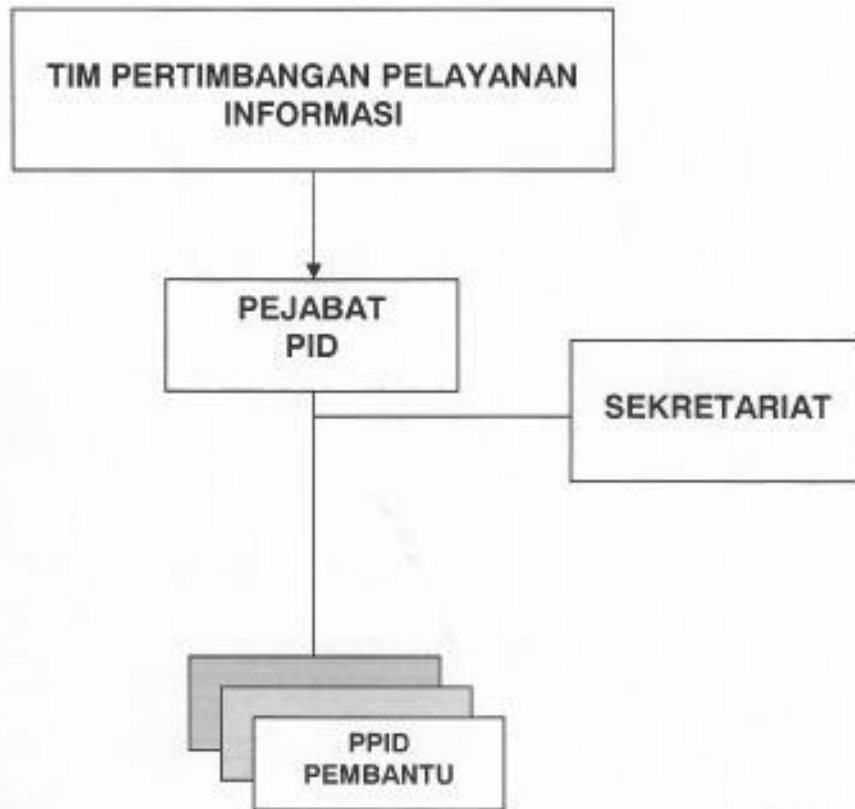 TIM PERTIMBANGAN PELAYANAN
INFORMASI
PEJABAT
PID
SEKRETARIAT
PPID
PEMBANTU